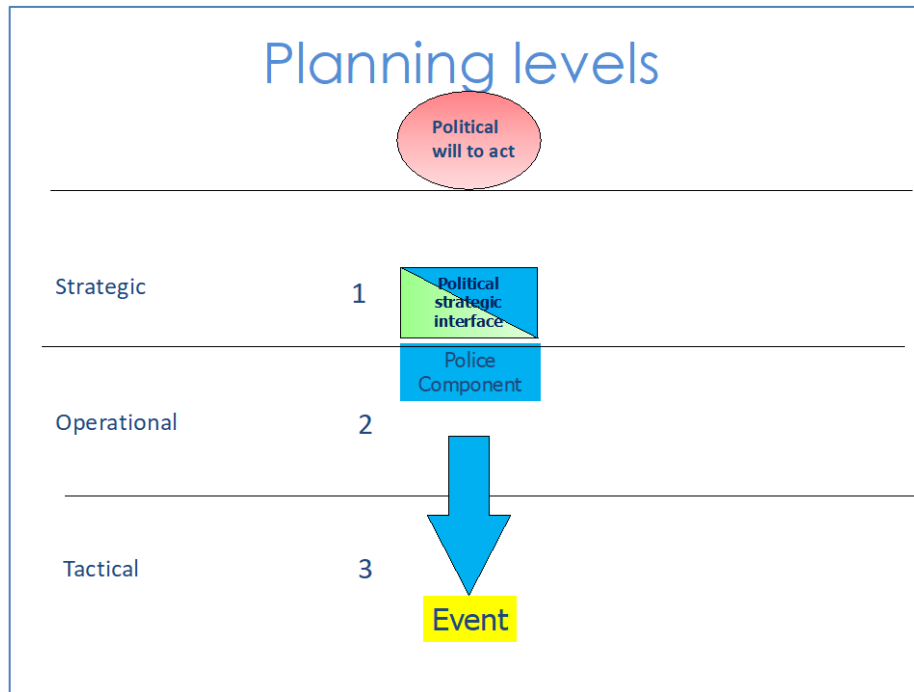 Planning levels
Political
will to act
Strategic
1
Political
strategic
interface
Police
Component
Operational
2
Tactical
3
Event